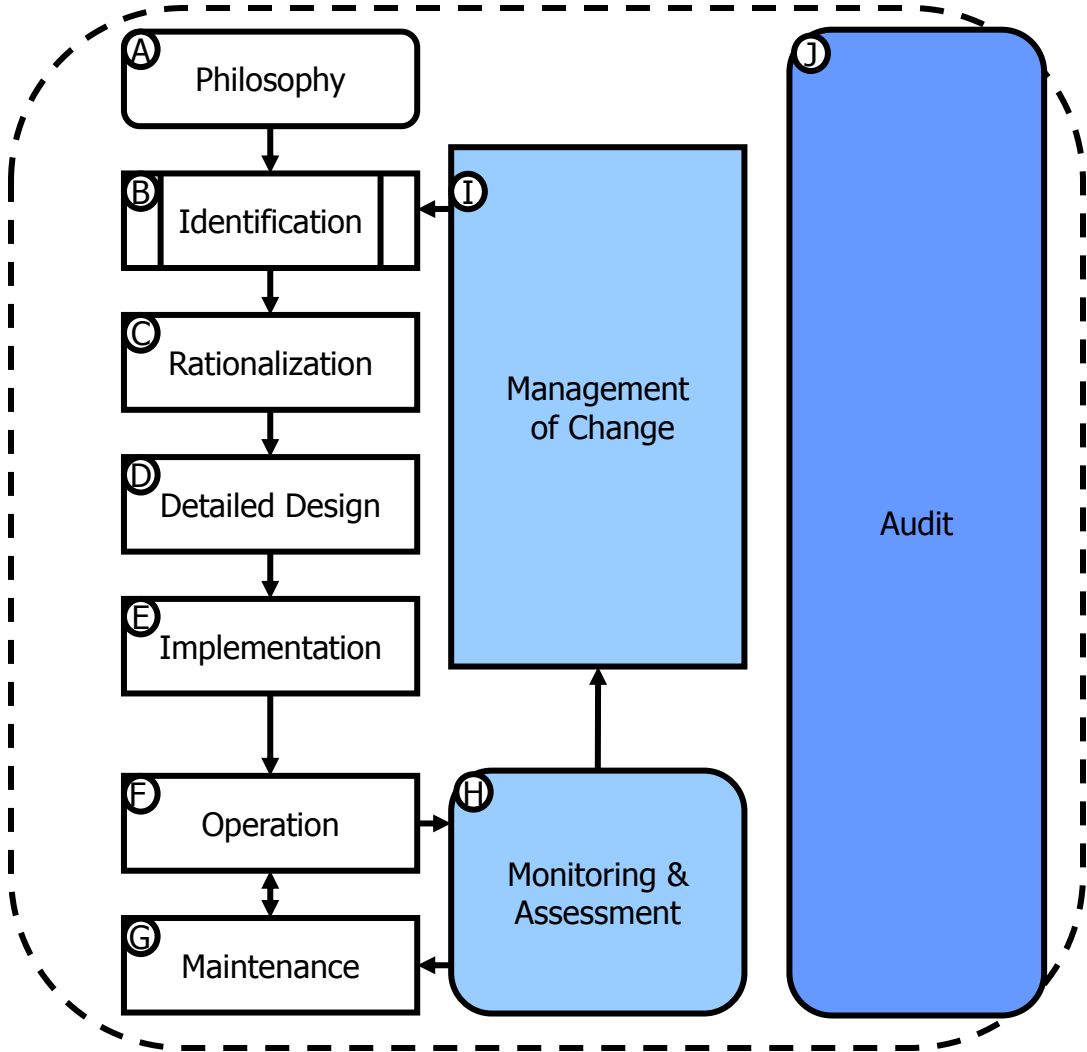 A
Philosophy
B
Identification
C
Rationalization
D
Detailed Design
E
Implementation
F
Operation
G
Maintenance
I
Management
of Change
H
Monitoring &
Assessment
J
Audit